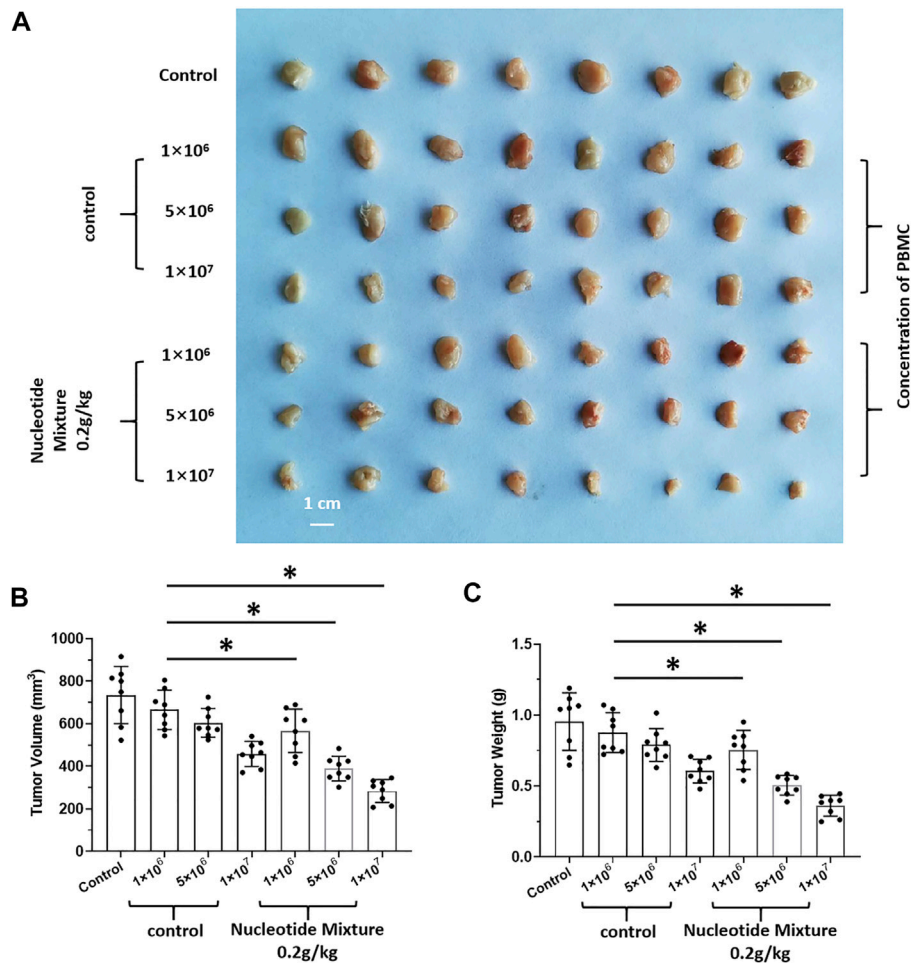 A
Control
control
1×10⁶
5×10⁶
1×10⁷
Nucleotide
Mixture
0.2g/kg
1×10⁶
5×10⁶
1×10⁷
Concentration of PBMC
1 cm
B
Tumor Volume (mm³)
1000
800
600
400
200
0
*
*
*
Control
1×10⁶
5×10⁶
1×10⁷
1×10⁶
5×10⁶
1×10⁷
control
Nucleotide Mixture
0.2g/kg
C
Tumor Weight (g)
1.5
1.0
0.5
0.0
*
*
*
Control
1×10⁶
5×10⁶
1×10⁷
1×10⁶
5×10⁶
1×10⁷
control
Nucleotide Mixture
0.2g/kg